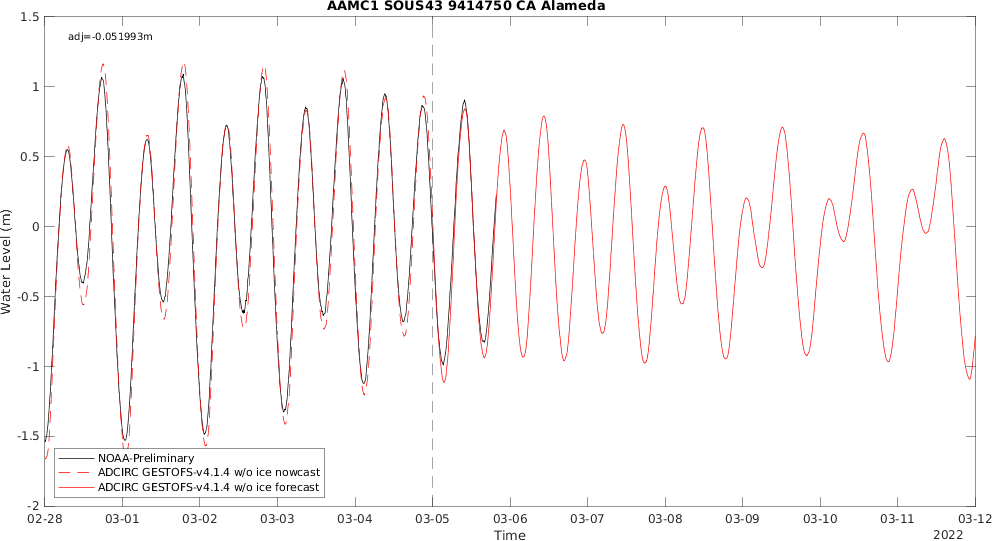 AAMC1 SOUS43 9414750 CA Alameda
adj=-0.051993m
1.5
1
0.5
0
-0.5
-1
-1.5
-2
Water Level (m)
NOAA-Preliminary
ADCIRC GESTOFS-v4.1.4 w/o ice nowcast
ADCIRC GESTOFS-v4.1.4 w/o ice forecast
02-28 03-01 03-02 03-03 03-04 03-05 03-06 03-07 03-08 03-09 03-10 03-11 03-12
Time
2022